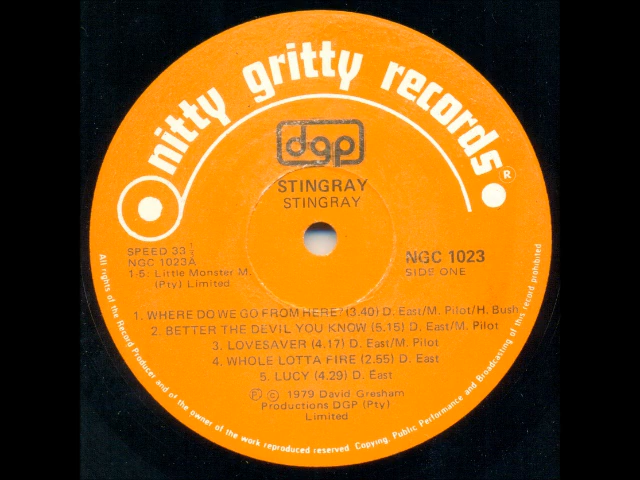 nitty gritty records®
dgp
STINGRAY
STINGRAY
SPEED 33 ⅓
NGC 1023A
1-5. Little Monster M.
(Pty) Limited
NGC 1023
SIDE ONE
1. WHERE DO WE GO FROM HERE (3.40) D. East/M. Pilot/H. Bush
2. BETTER THE DEVIL YOU KNOW (5.15) D. East/M. Pilot
3. LOVESAVER (4.17) D. East/M. Pilot
4. WHOLE LOTTA FIRE (2.55) D. East
5. LUCY (4.29) D. East
Ⓟ © 1979 David Gresham
Productions DGP (Pty)
Limited
All rights of the Record Producer and of the owner of the work reproduced reserved Copying, Public Performance and Broadcasting of this record prohibited